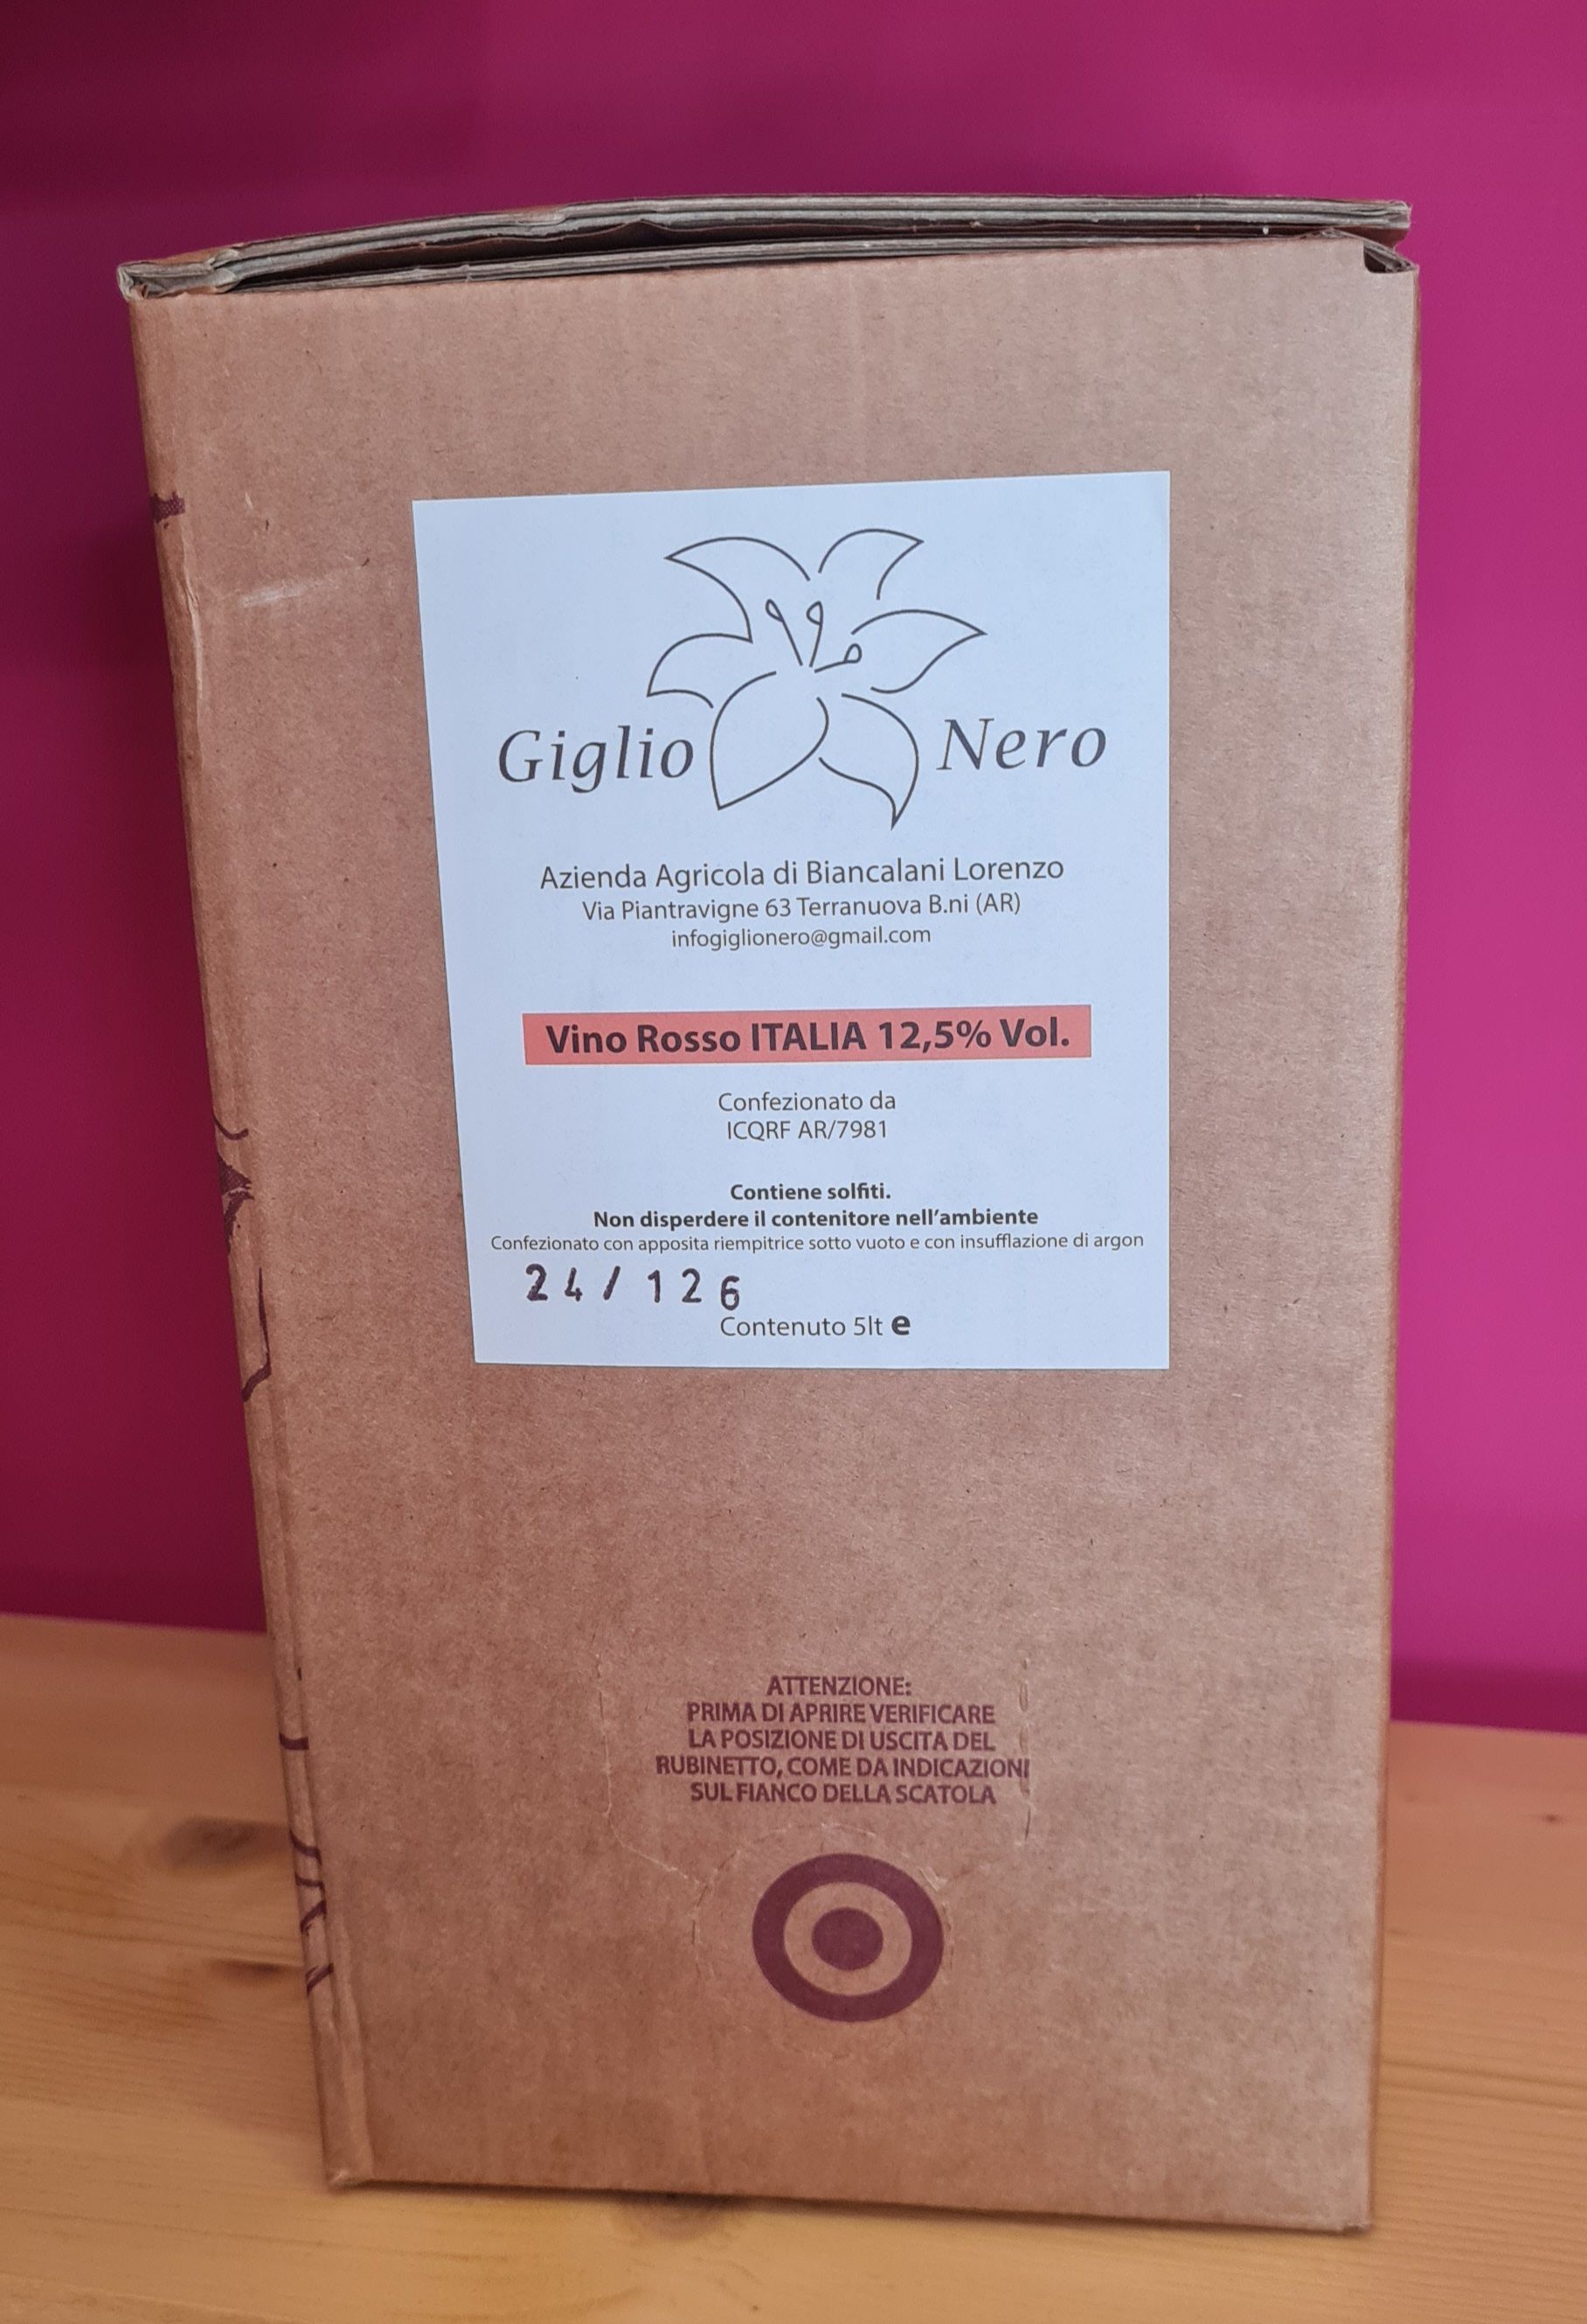 Giglio Nero
Azienda Agricola di Biancalani Lorenzo
Via Piantravigne 63 Terranuova B.ni (AR)
infogiglionero@gmail.com
Vino Rosso ITALIA 12,5% Vol.
Confezionato da
ICQRF AR/7981
Contiene solfiti.
Non disperdere il contenitore nell'ambiente
Confezionato con apposita riempitrice sotto vuoto e con insufflazione di argon
24/126
Contenuto 5lt e
ATTENZIONE:
PRIMA DI APRIRE VERIFICARE
LA POSIZIONE DI USCITA DEL
RUBINETTO, COME DA INDICAZIONI
SUL FIANCO DELLA SCATOLA